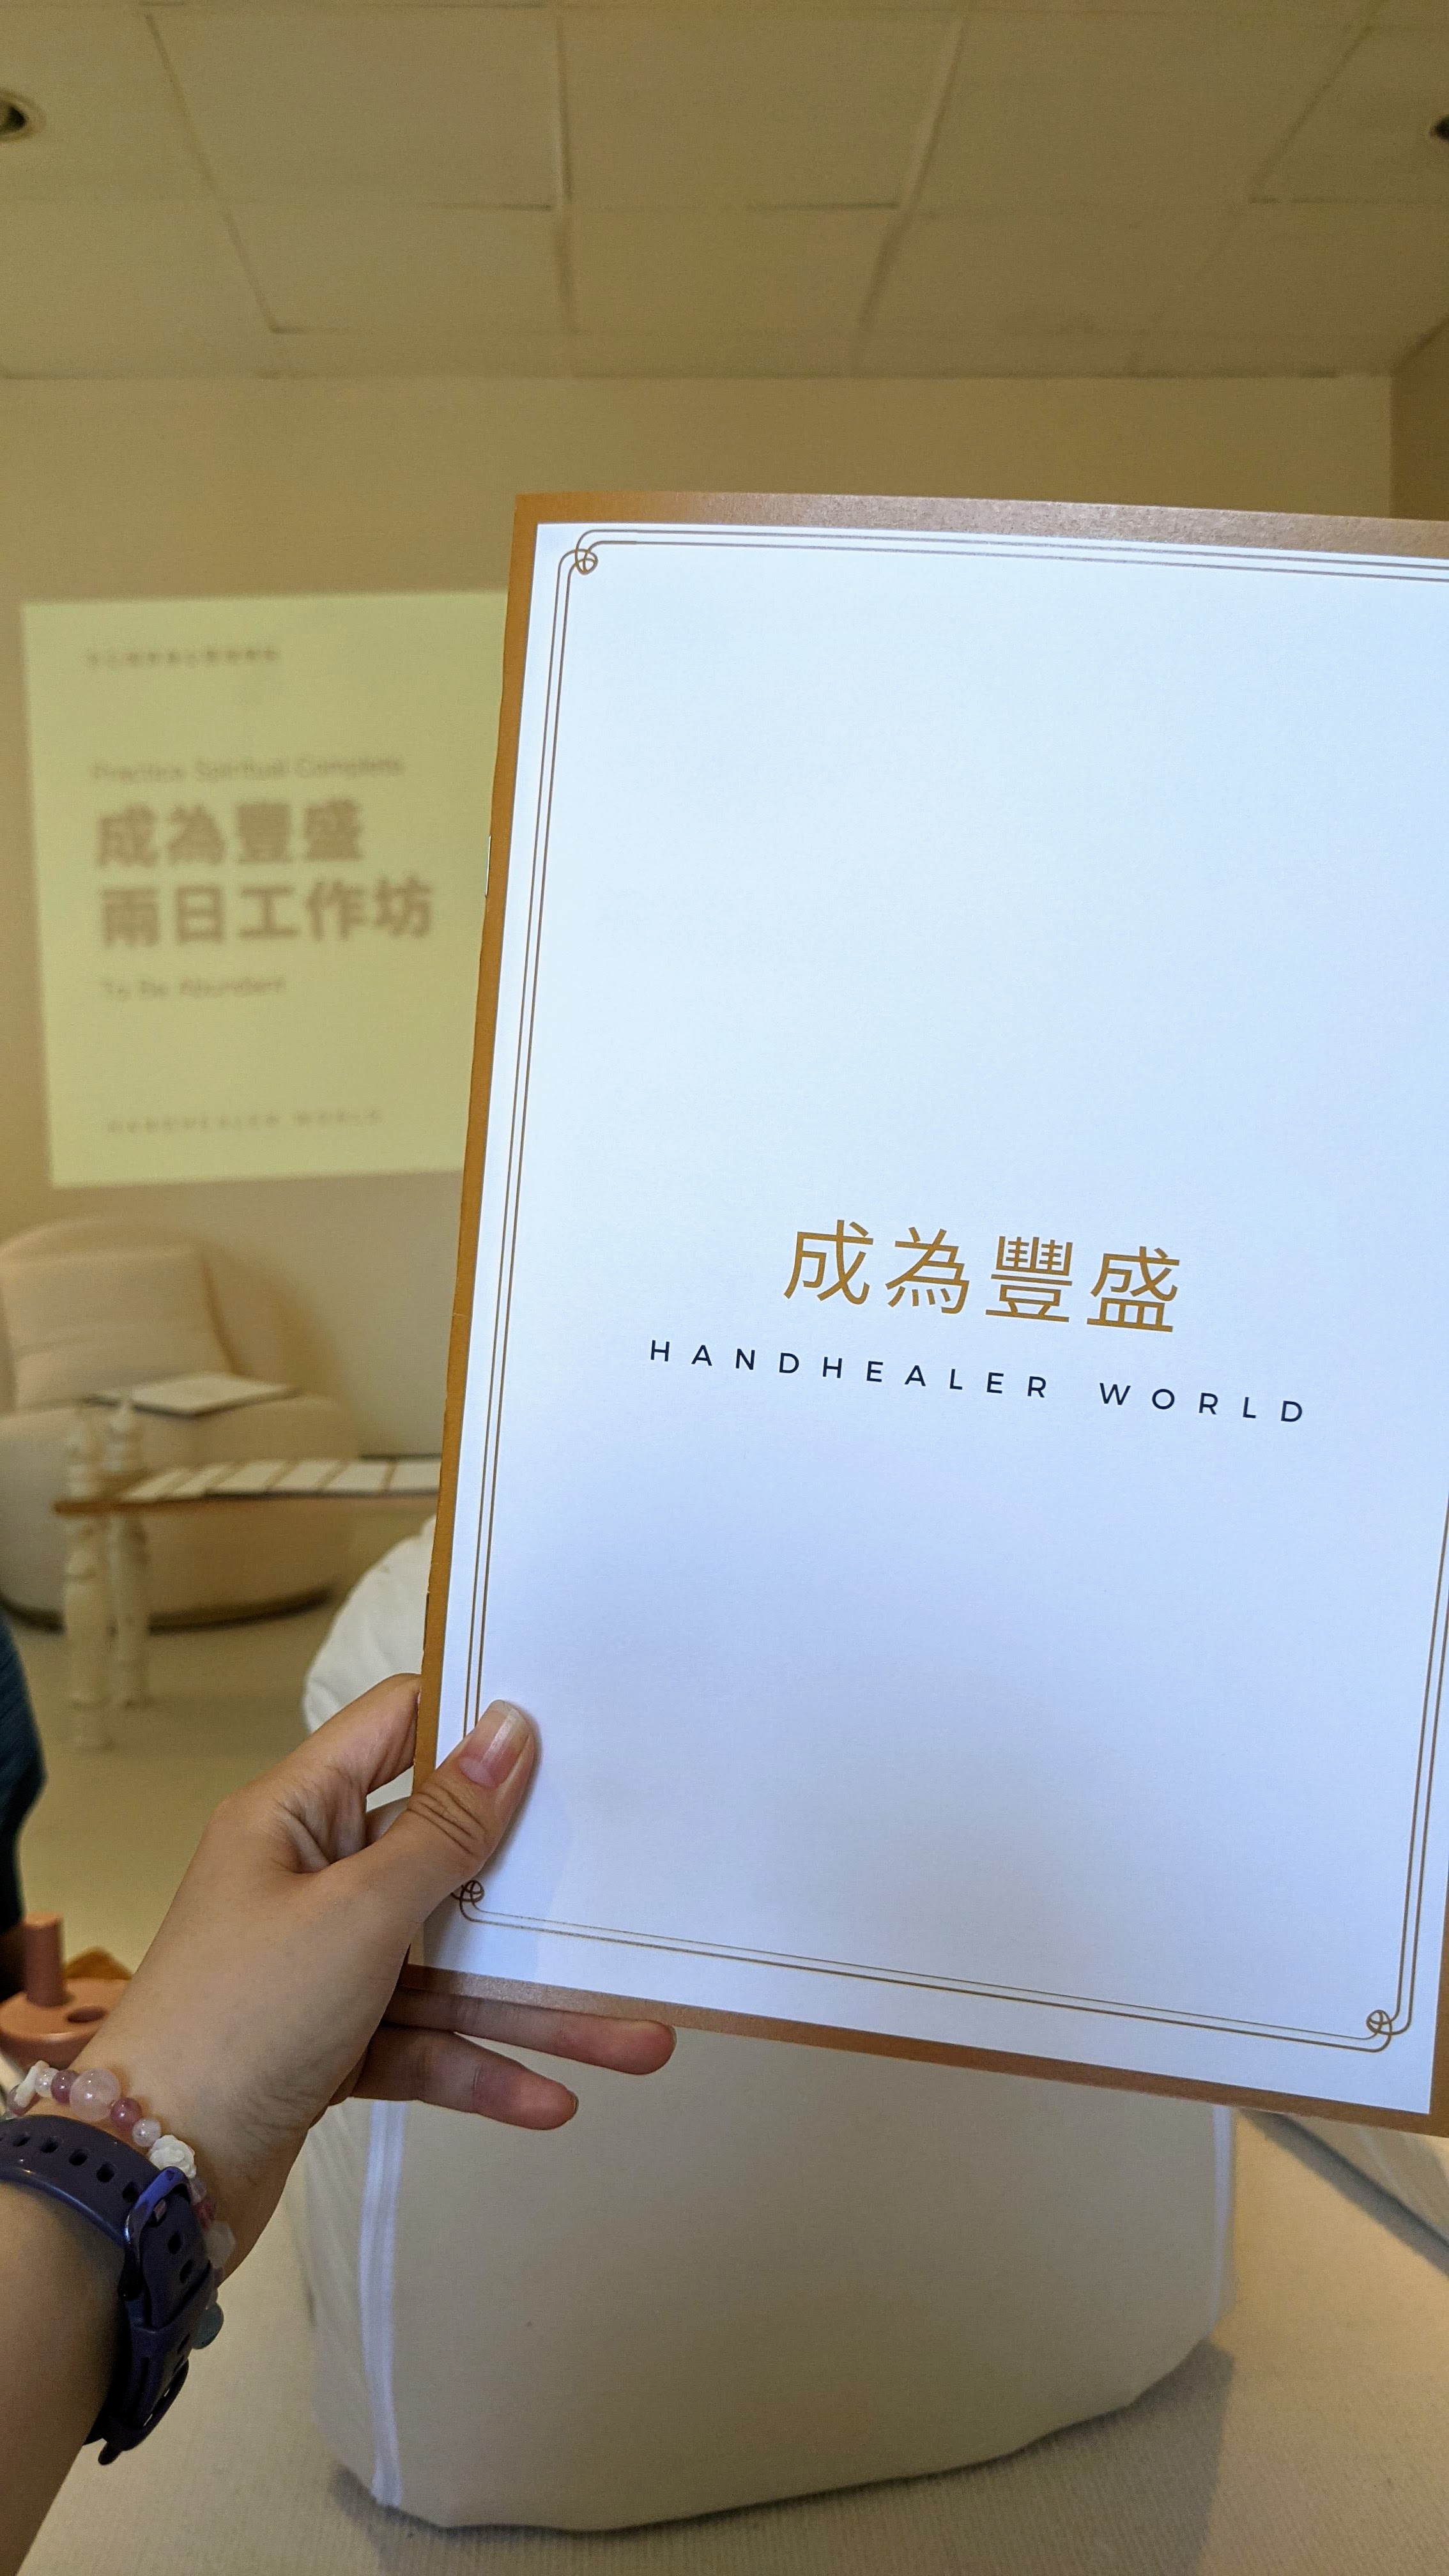 Practice Spiritual Complete
成為豐盛
兩日工作坊
To Be Abundant
HANDHEALER WORLD
成為豐盛
HANDHEALER WORLD